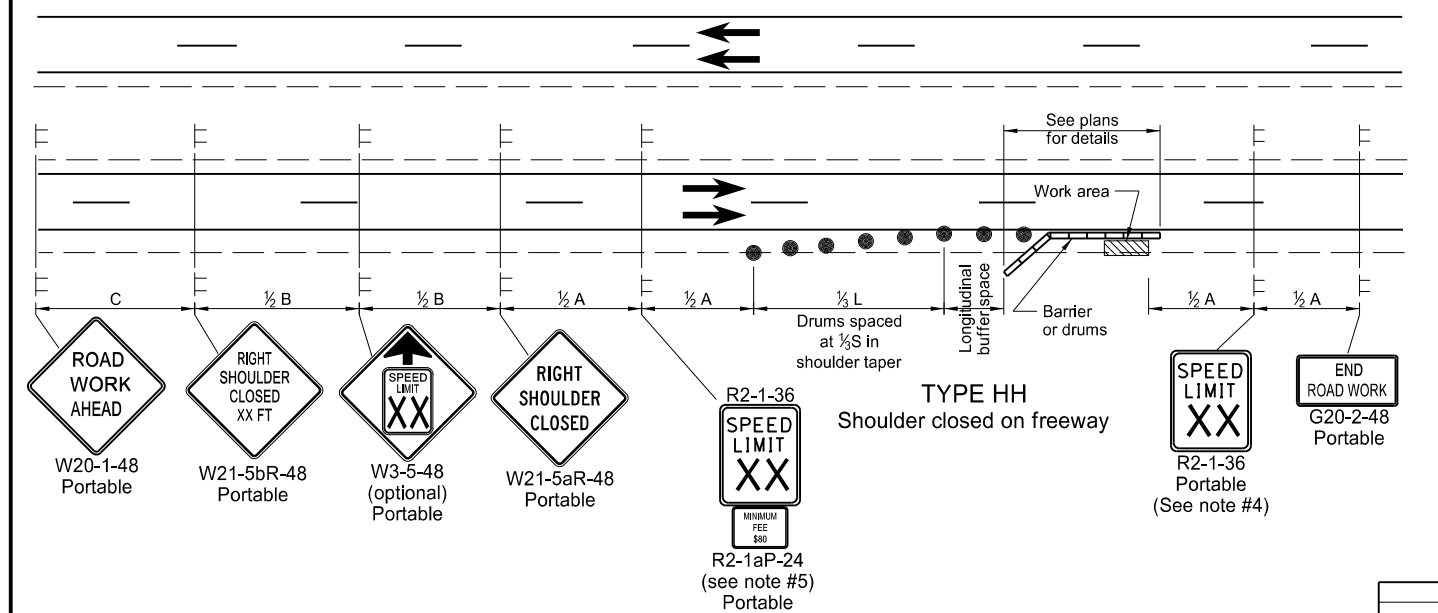 See plans
for details
Work area
C
½ B
½ B
½ A
½ A
⅓ L
Drums spaced
at ⅓S in
shoulder taper
Longitudinal
buffer space
Barrier
or drums
½ A
½ A
ROAD
WORK
AHEAD
W20-1-48
Portable
RIGHT
SHOULDER
CLOSED
XX FT
W21-5bR-48
Portable
SPEED
LIMIT
XX
W3-5-48
(optional)
Portable
RIGHT
SHOULDER
CLOSED
W21-5aR-48
Portable
R2-1-36
SPEED
LIMIT
XX
MINIMUM
FEE
$80
R2-1aP-24
(see note #5)
Portable
TYPE HH
Shoulder closed on freeway
SPEED
LIMIT
XX
R2-1-36
Portable
(See note #4)
END
ROAD WORK
G20-2-48
Portable